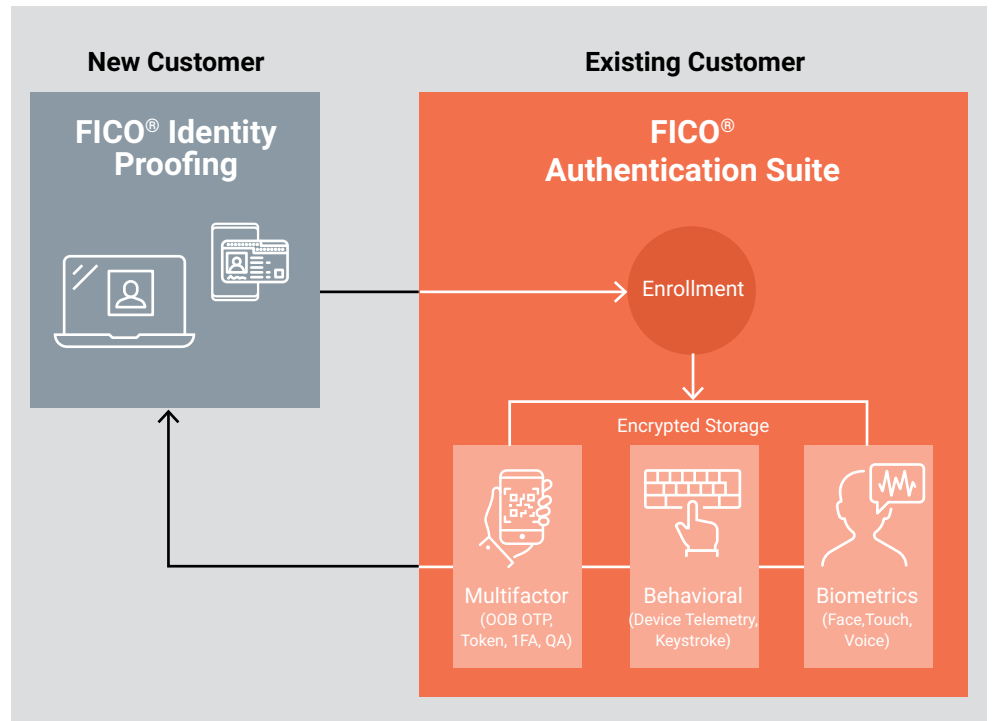 New Customer
FICO® Identity
Proofing
Existing Customer
FICO®
Authentication Suite
Enrollment
Encrypted Storage
Multifactor
(OOB OTP,
Token, 1FA, QA)
Behavioral
(Device Telemetry,
Keystroke)
Biometrics
(Face,Touch,
Voice)